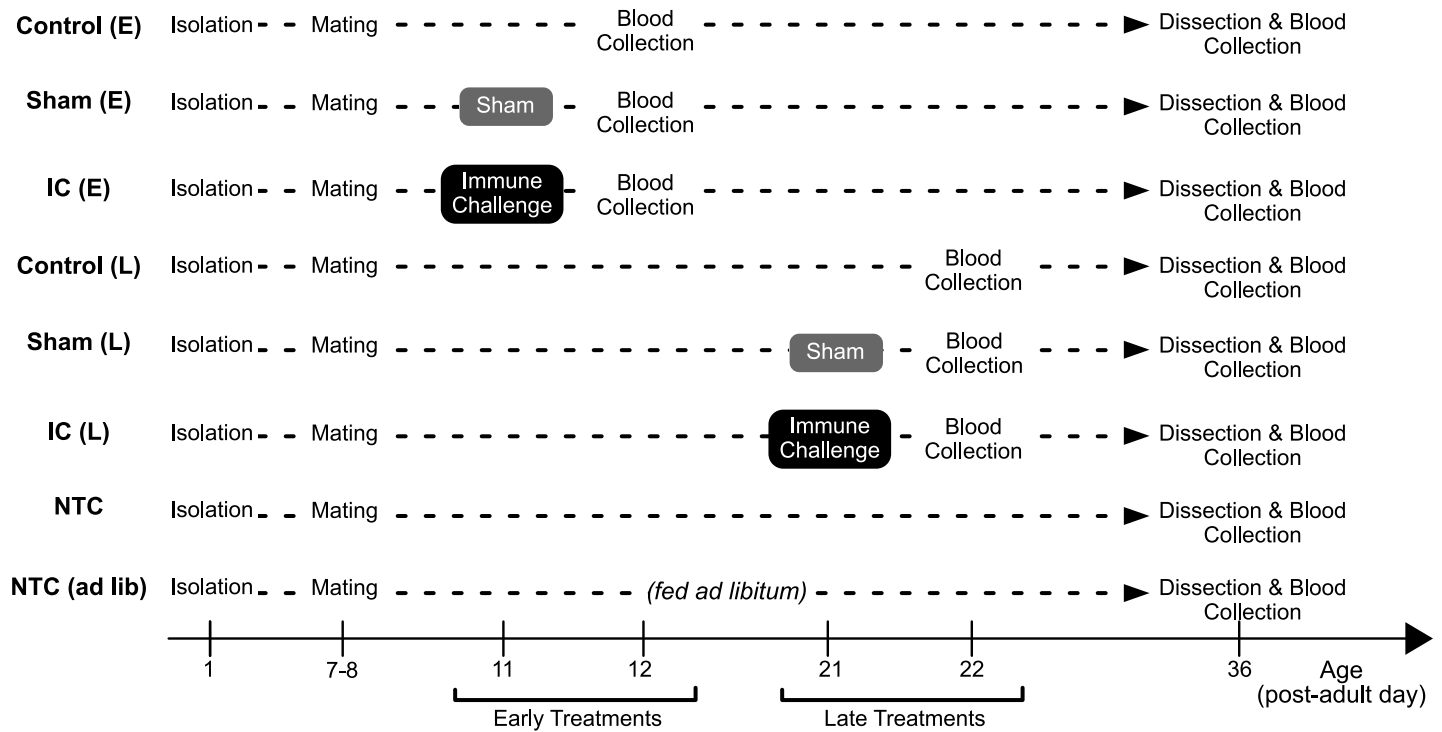 Control (E) Isolation Mating Blood Collection Dissection & Blood Collection
Sham (E) Isolation Mating Sham Blood Collection Dissection & Blood Collection
IC (E) Isolation Mating Immune Challenge Blood Collection Dissection & Blood Collection
Control (L) Isolation Mating Blood Collection Dissection & Blood Collection
Sham (L) Isolation Mating Sham Blood Collection Dissection & Blood Collection
IC (L) Isolation Mating Immune Challenge Blood Collection Dissection & Blood Collection
NTC Isolation Mating Dissection & Blood Collection
NTC (ad lib) Isolation Mating (fed ad libitum) Dissection & Blood Collection
1 7-8 11 12 21 22 36 Age
(post-adult day)
Early Treatments Late Treatments